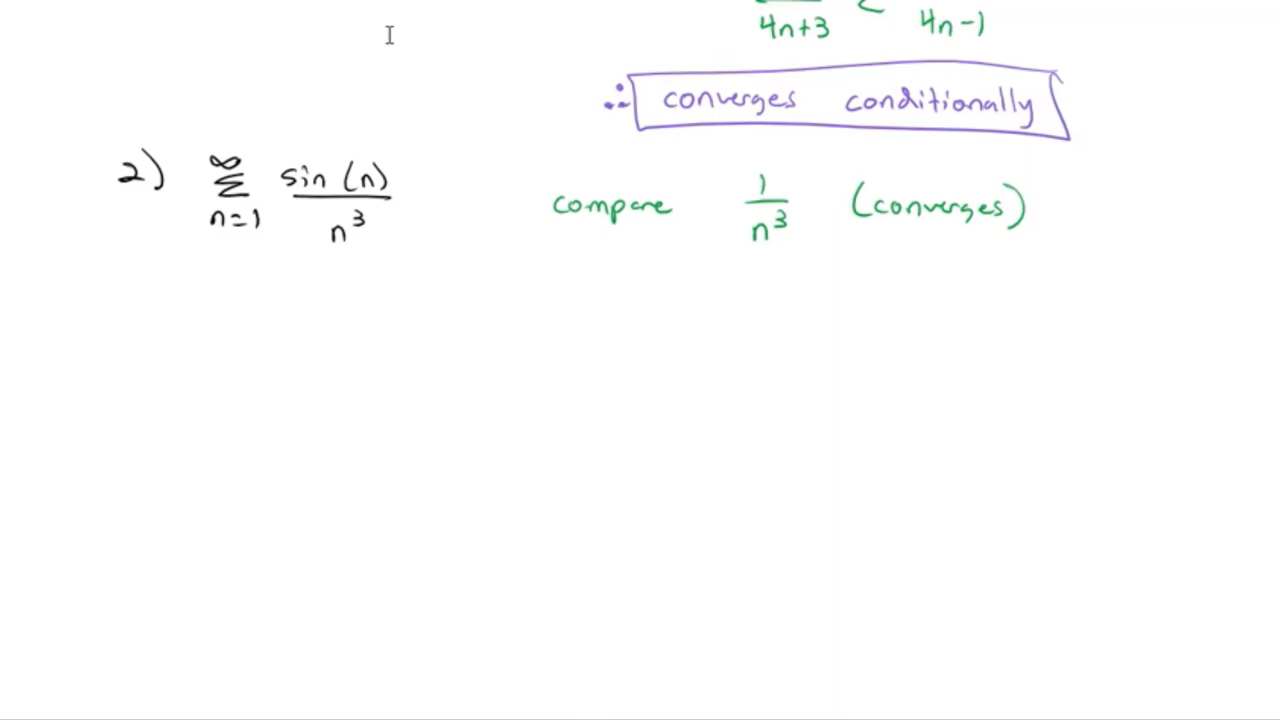 4n+3 < 4n-1
∴ converges conditionally
2) ∞ Σ n=1 sin (n) / n³ compare 1 / n³ (converges)